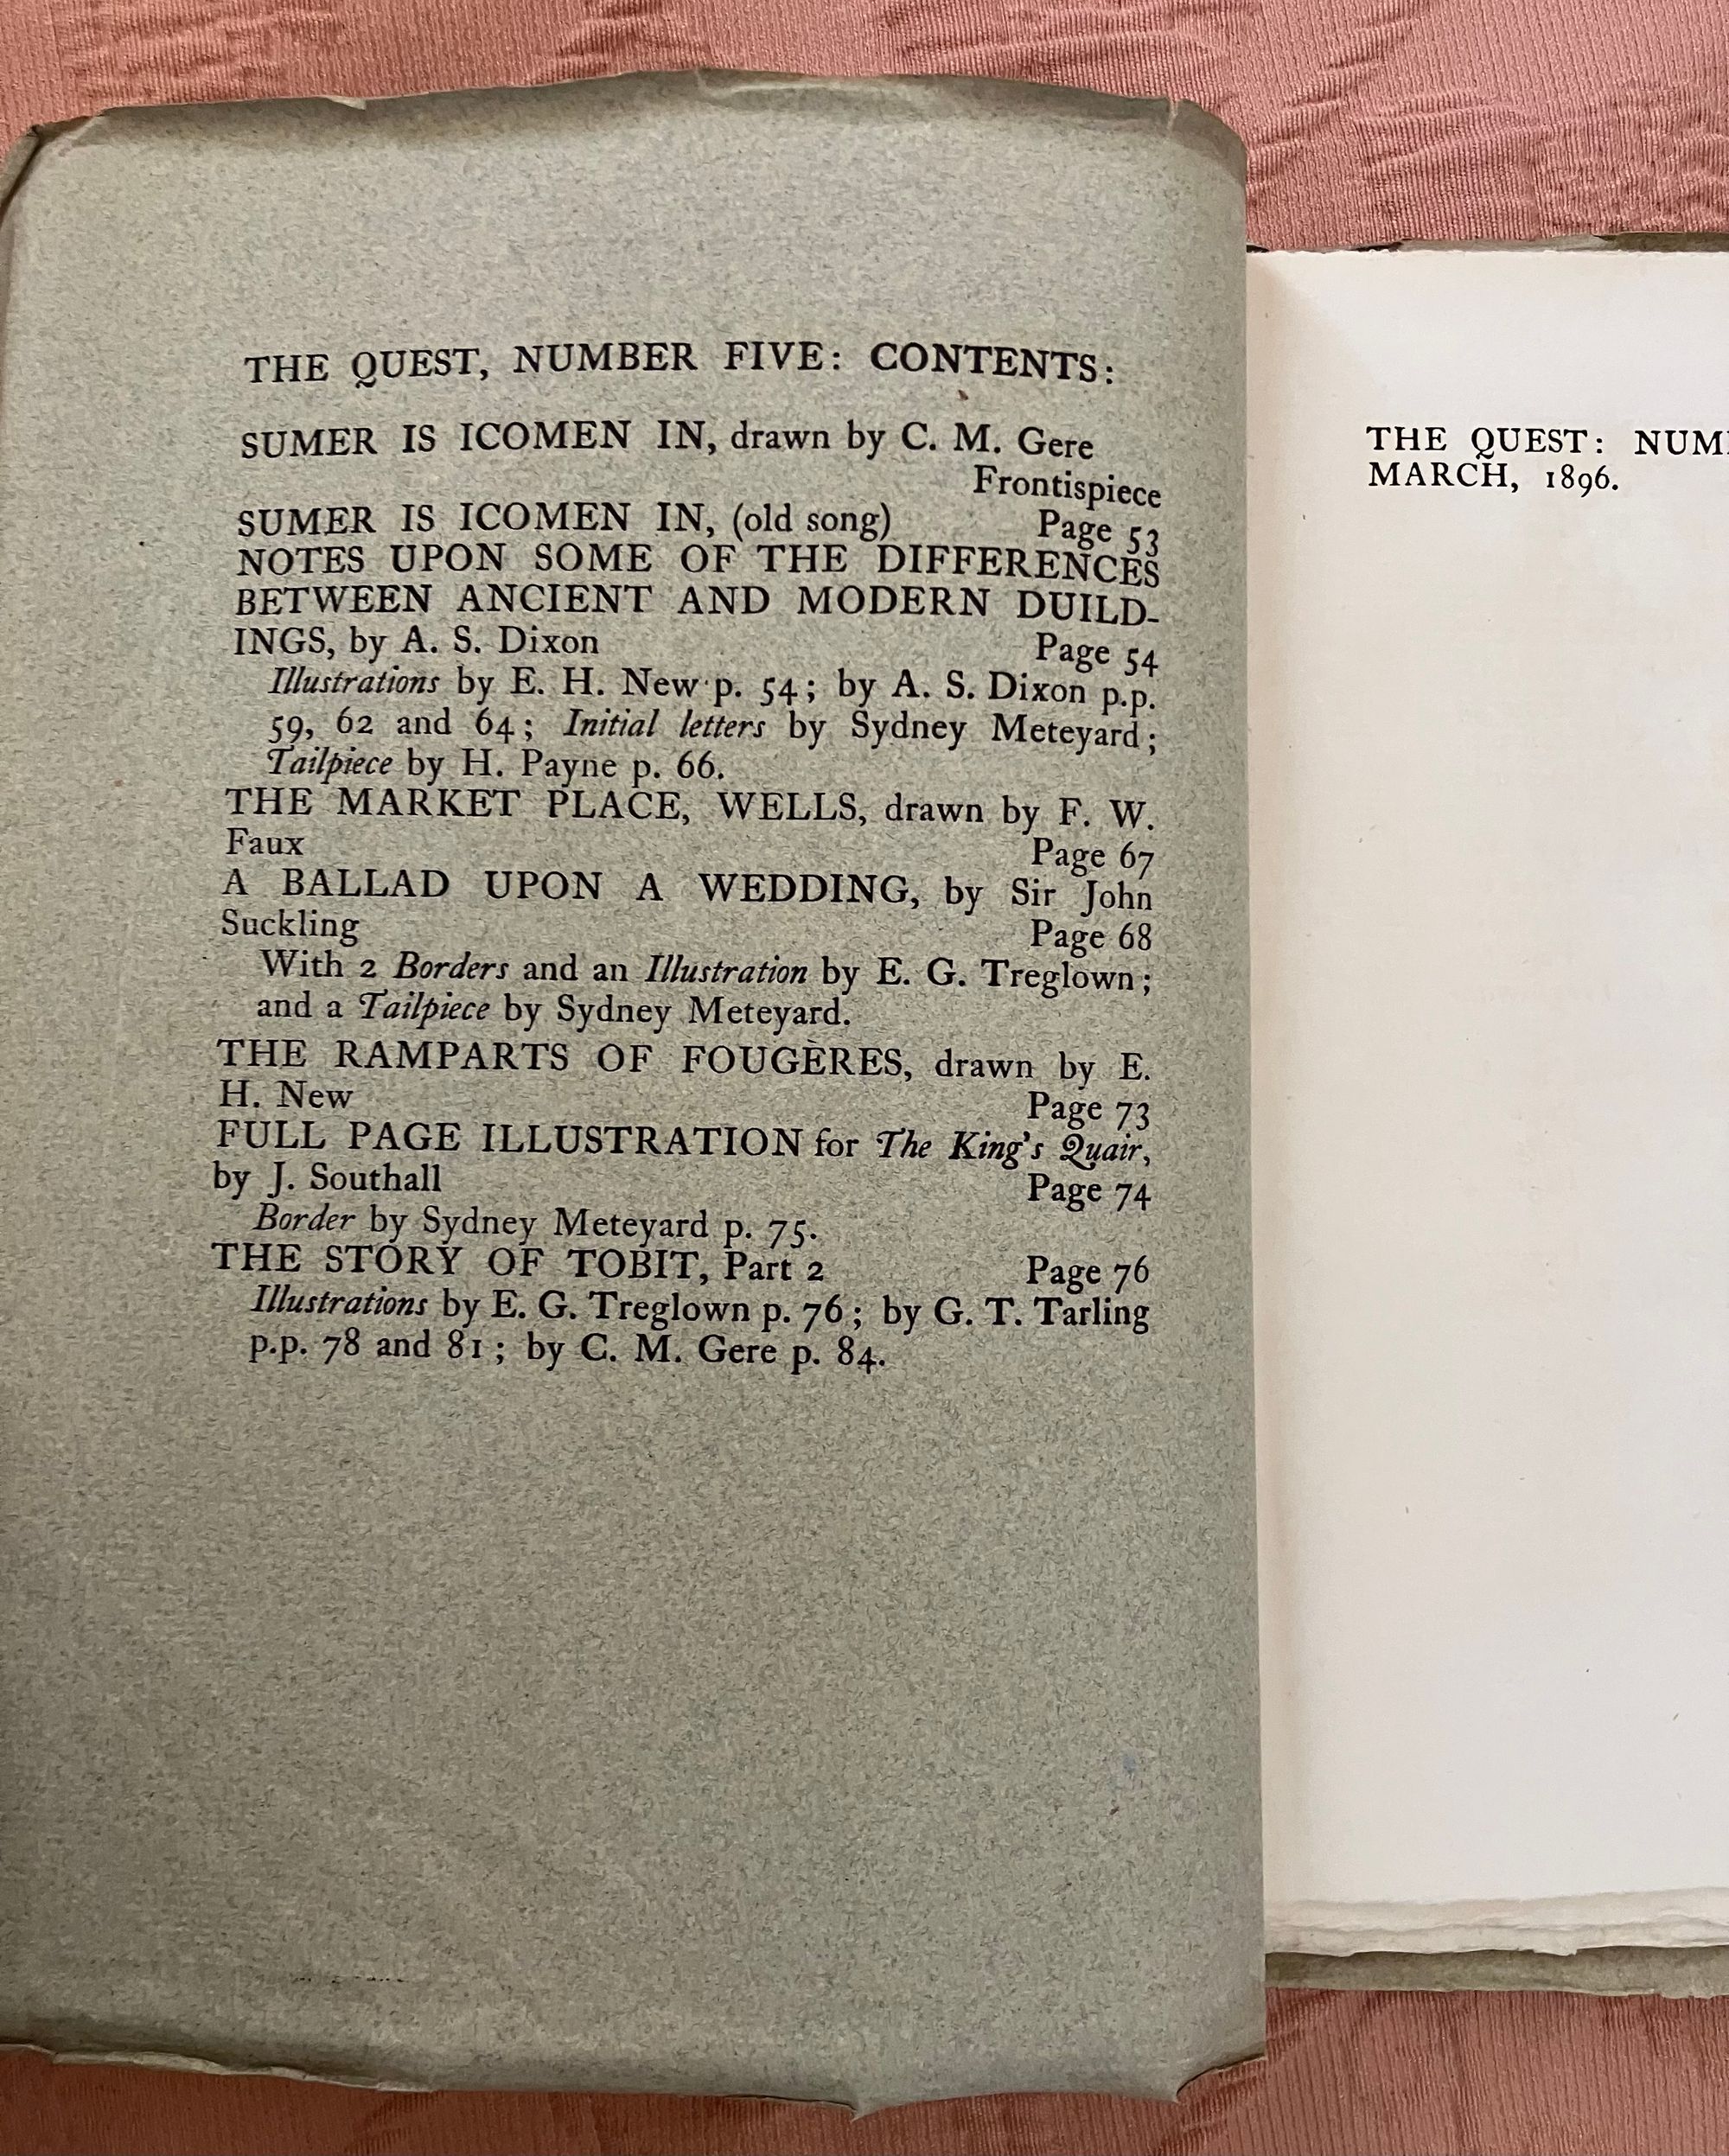 THE QUEST, NUMBER FIVE: CONTENTS:
SUMER IS ICOMEN IN, drawn by C. M. Gere
Frontispiece
SUMER IS ICOMEN IN, (old song) Page 53
NOTES UPON SOME OF THE DIFFERENCES
BETWEEN ANCIENT AND MODERN DUILD-
INGS, by A. S. Dixon Page 54
Illustrations by E. H. New p. 54; by A. S. Dixon p.p.
59, 62 and 64; Initial letters by Sydney Meteyard;
Tailpiece by H. Payne p. 66.
THE MARKET PLACE, WELLS, drawn by F. W.
Faux Page 67
A BALLAD UPON A WEDDING, by Sir John
Suckling Page 68
With 2 Borders and an Illustration by E. G. Treglown;
and a Tailpiece by Sydney Meteyard.
THE RAMPARTS OF FOUGÈRES, drawn by E.
H. New Page 73
FULL PAGE ILLUSTRATION for The King's Quair,
by J. Southall Page 74
Border by Sydney Meteyard p. 75.
THE STORY OF TOBIT, Part 2 Page 76
Illustrations by E. G. Treglown p. 76; by G. T. Tarling
p.p. 78 and 81; by C. M. Gere p. 84.
THE QUEST: NUM
MARCH, 1896.